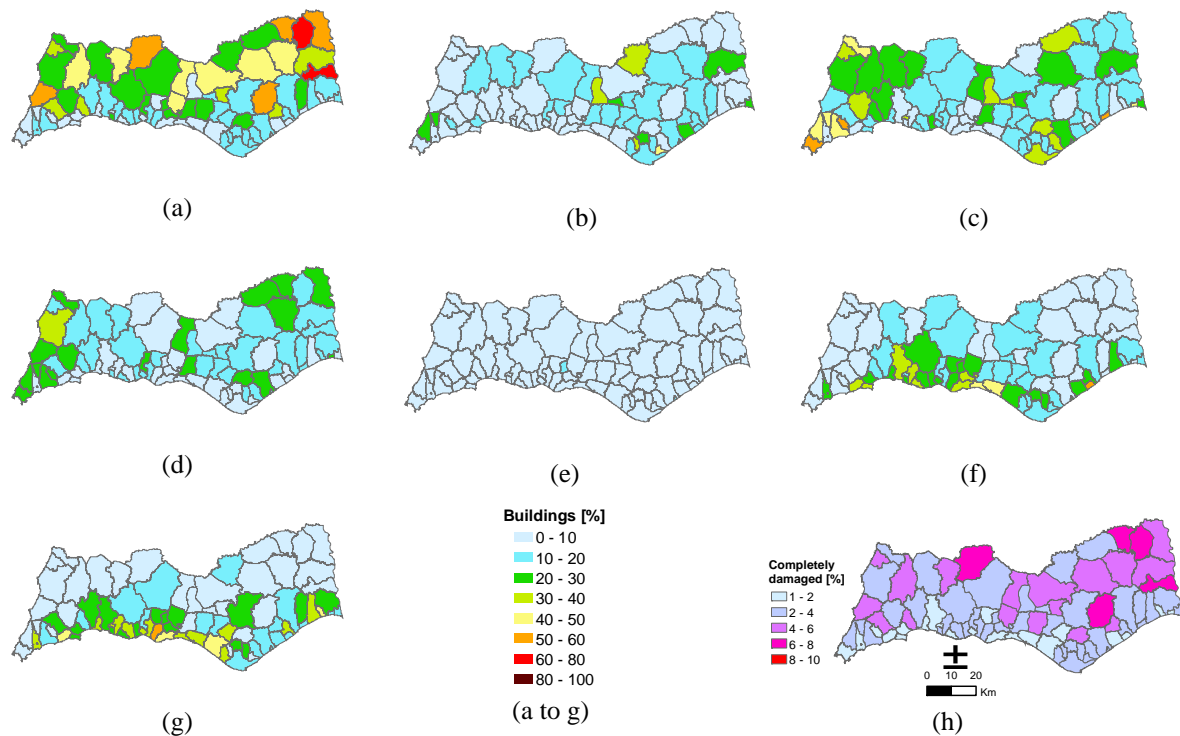 (a)
(b)
(c)
(d)
(e)
(f)
(g)
Buildings [%]
0 - 10
10 - 20
20 - 30
30 - 40
40 - 50
50 - 60
60 - 80
80 - 100
(a to g)
Completely
damaged [%]
1 - 2
2 - 4
4 - 6
6 - 8
8 - 10
0 10 20
Km
(h)